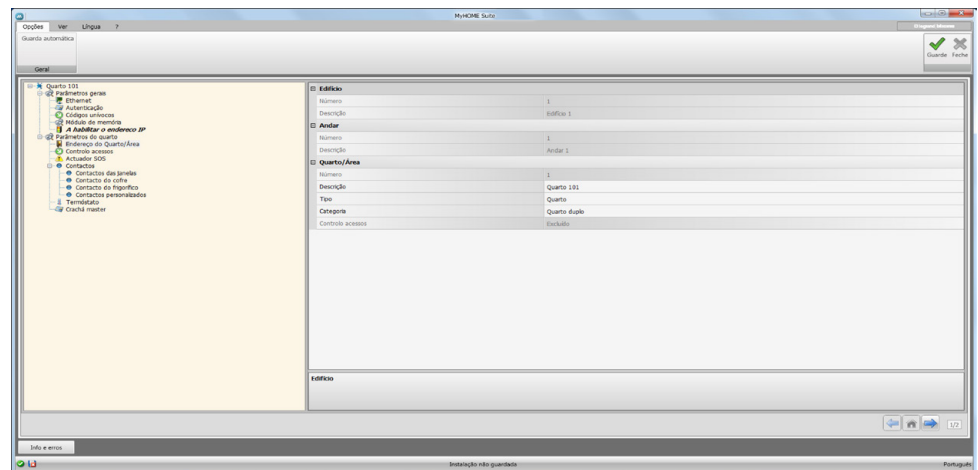 MyHOME Suite
Opções Ver Língua ?
Guarda automática
Guarde Feche
Geral
Quarto 101
Parâmetros gerais
Ethernet
Autenticação
Códigos unívocos
Módulo de memória
A habilitar o endereco IP
Parâmetros do quarto
Endereço do Quarto/Área
Controlo acessos
Actuador SOS
Contactos
Contactos das janelas
Contacto do cofre
Contacto do frigorífico
Contactos personalizados
Termóstato
Crachá master
Edifício
Número 1
Descrição Edifício 1
Andar
Número 1
Descrição Andar 1
Quarto/Área
Número 1
Descrição Quarto 101
Tipo Quarto
Categoria Quarto duplo
Controlo acessos Excluído
Edifício
1/2
Info e erros
Instalação não guardada
Português